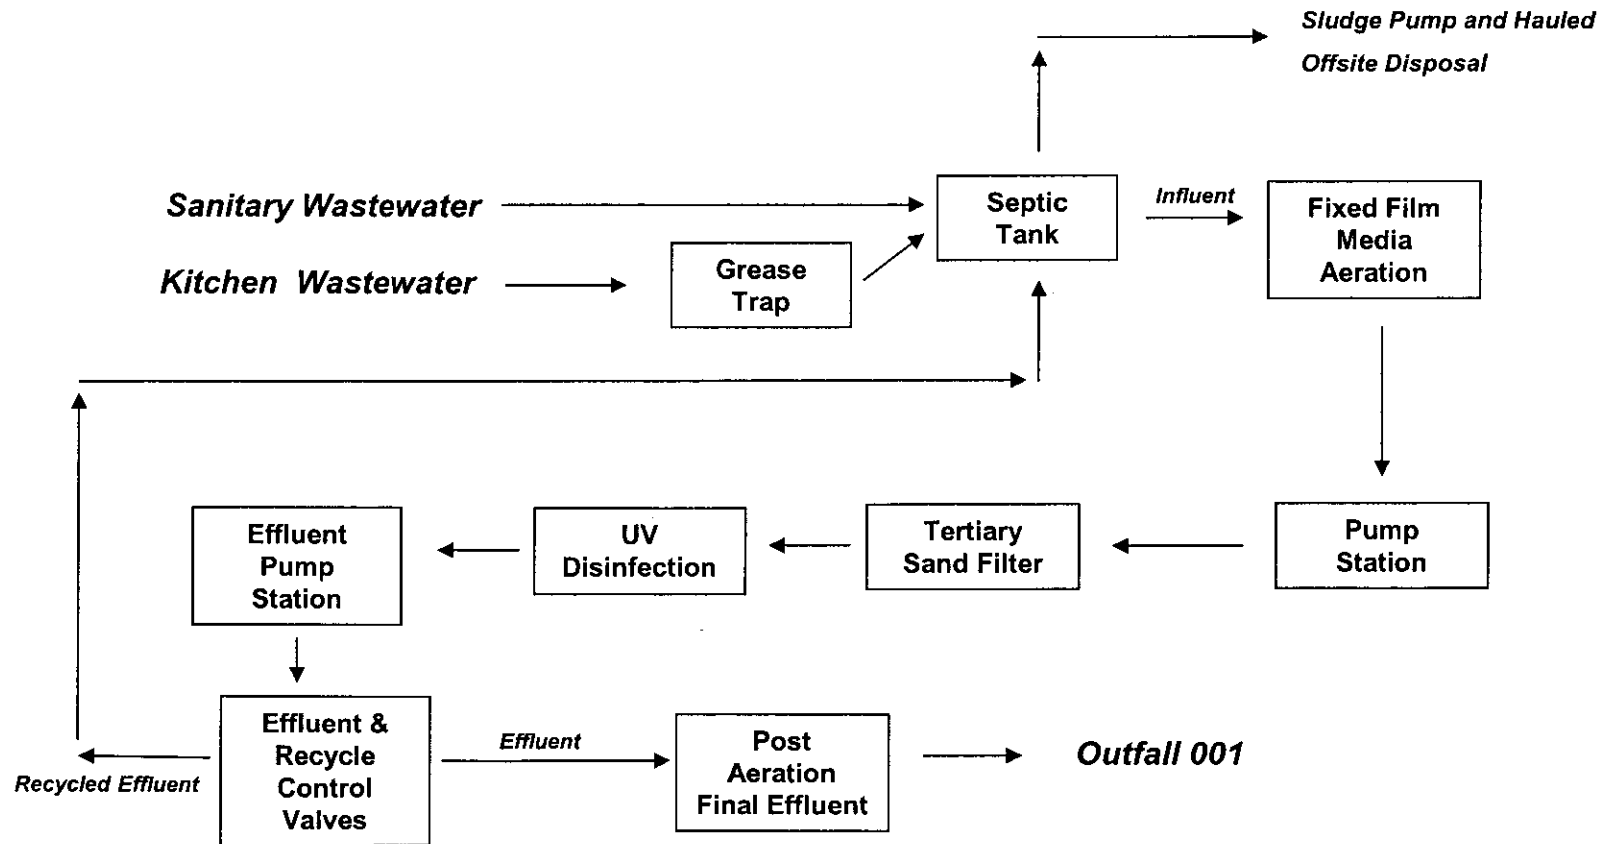 Sludge Pump and Hauled
Offsite Disposal
Sanitary Wastewater
Septic
Tank
Influent
Fixed Film
Media
Aeration
Kitchen Wastewater
Grease
Trap
Effluent
Pump
Station
UV
Disinfection
Tertiary
Sand Filter
Pump
Station
Recycled Effluent
Effluent &
Recycle
Control
Valves
Effluent
Post
Aeration
Final Effluent
Outfall 001